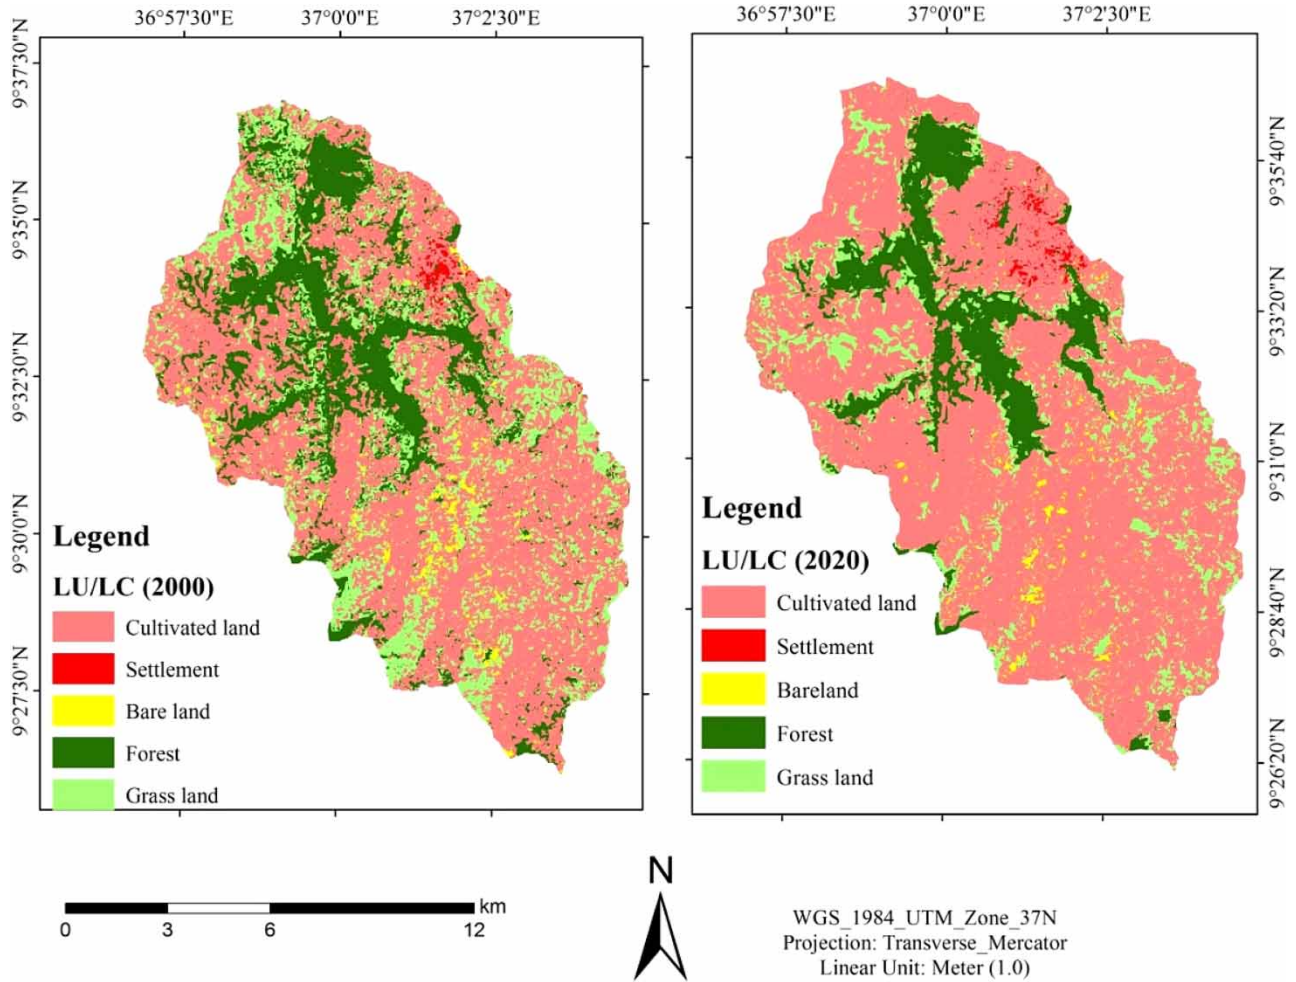 36°57'30"E 37°0'0"E 37°2'30"E
36°57'30"E 37°0'0"E 37°2'30"E
9°37'30"N
9°35'0"N
9°32'30"N
9°30'0"N
9°27'30"N
Legend
LU/LC (2000)
Cultivated land
Settlement
Bare land
Forest
Grass land
9°35'40"N
9°33'20"N
9°31'0"N
9°28'40"N
9°26'20"N
Legend
LU/LC (2020)
Cultivated land
Settlement
Bareland
Forest
Grass land
0 3 6 12 km
N
WGS_1984_UTM_Zone_37N
Projection: Transverse_Mercator
Linear Unit: Meter (1.0)